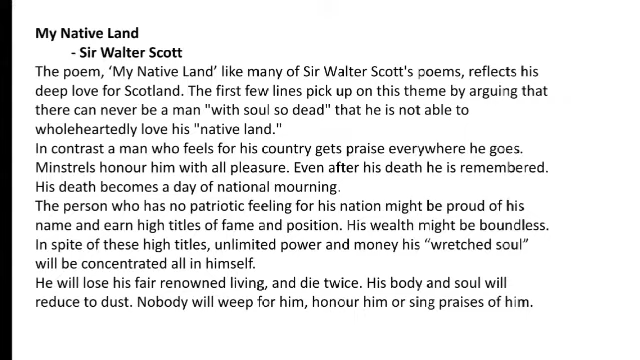 My Native Land
- Sir Walter Scott
The poem, ‘My Native Land’ like many of Sir Walter Scott's poems, reflects his
deep love for Scotland. The first few lines pick up on this theme by arguing that
there can never be a man "with soul so dead" that he is not able to
wholeheartedly love his "native land."
In contrast a man who feels for his country gets praise everywhere he goes.
Minstrels honour him with all pleasure. Even after his death he is remembered.
His death becomes a day of national mourning.
The person who has no patriotic feeling for his nation might be proud of his
name and earn high titles of fame and position. His wealth might be boundless.
In spite of these high titles, unlimited power and money his “wretched soul”
will be concentrated all in himself.
He will lose his fair renowned living, and die twice. His body and soul will
reduce to dust. Nobody will weep for him, honour him or sing praises of him.